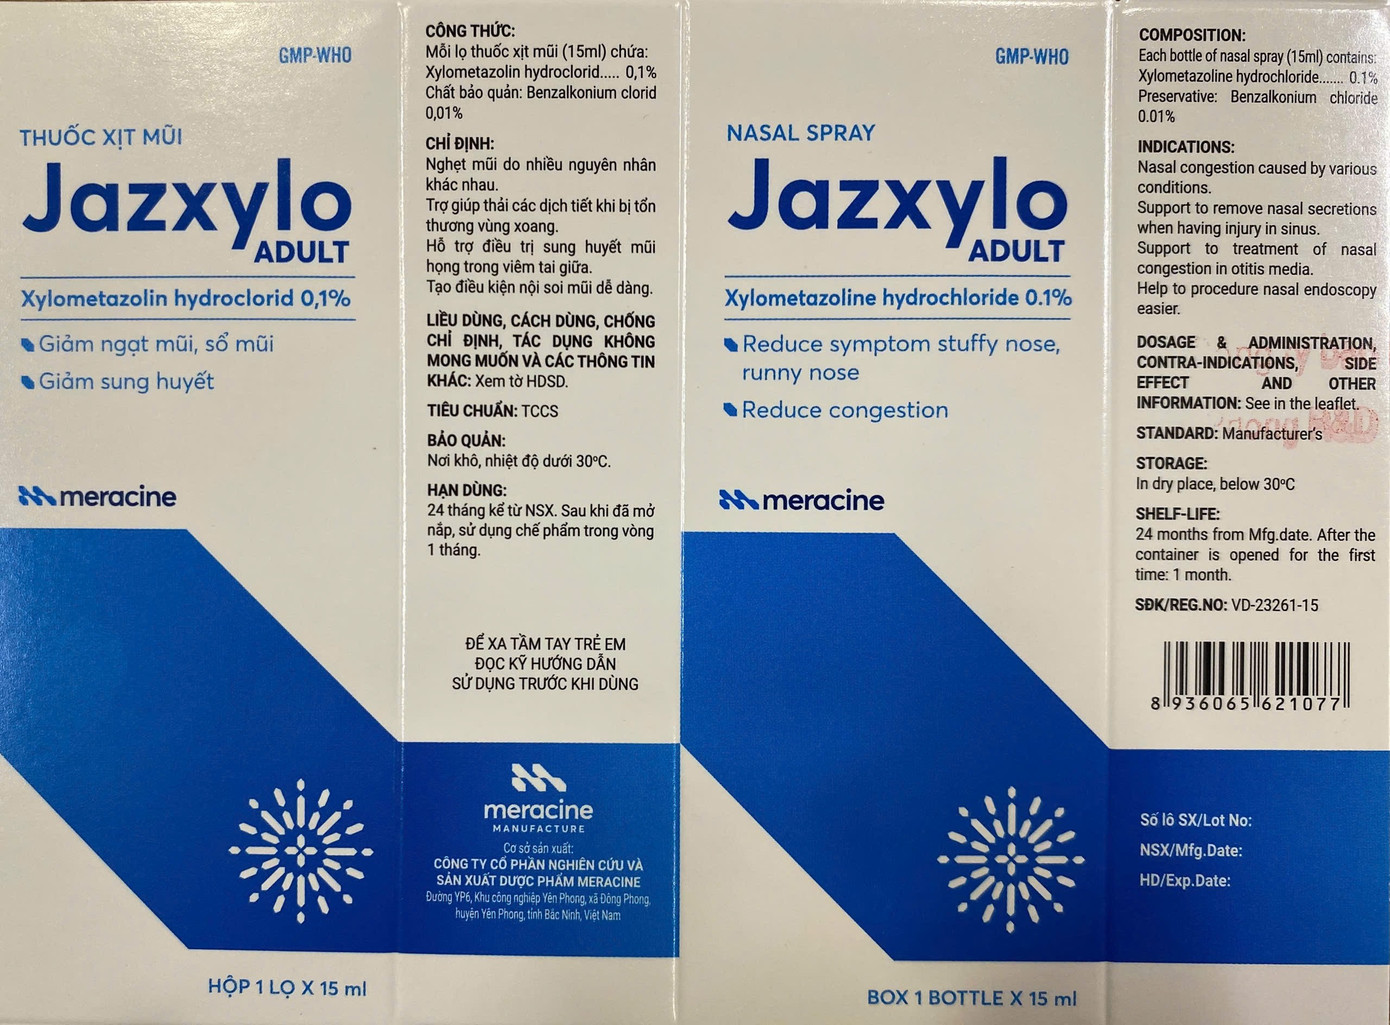 GMP-WHO
THUỐC XỊT MŨI
Jazxylo
ADULT
Xylometazolin hydroclorid 0,1%
Giảm ngạt mũi, sổ mũi
Giảm sung huyết
meracine
HỘP 1 LỌ X 15 ml
CÔNG THỨC:
Mỗi lọ thuốc xịt mũi (15ml) chứa:
Xylometazolin hydroclorid..... 0,1%
Chất bảo quản: Benzalkonium clorid
0,01%
CHỈ ĐỊNH:
Nghẹt mũi do nhiều nguyên nhân
khác nhau.
Trợ giúp thải các dịch tiết khi bị tổn
thương vùng xoang.
Hỗ trợ điều trị sung huyết mũi
họng trong viêm tai giữa.
Tạo điều kiện nội soi mũi dễ dàng.
LIỀU DÙNG, CÁCH DÙNG, CHỐNG
CHỈ ĐỊNH, TÁC DỤNG KHÔNG
MONG MUỐN VÀ CÁC THÔNG TIN
KHÁC: Xem tờ HDSD.
TIÊU CHUẨN: TCCS
BẢO QUẢN:
Nơi khô, nhiệt độ dưới 30ºC.
HẠN DÙNG:
24 tháng kể từ NSX. Sau khi đã mở
nắp, sử dụng chế phẩm trong vòng
1 tháng.
ĐỂ XA TẦM TAY TRẺ EM
ĐỌC KỸ HƯỚNG DẪN
SỬ DỤNG TRƯỚC KHI DÙNG
meracine
MANUFACTURE
Cơ sở sản xuất:
CÔNG TY CỔ PHẦN NGHIÊN CỨU VÀ
SẢN XUẤT DƯỢC PHẨM MERACINE
Đường YP6, Khu công nghiệp Yên Phong, xã Đông Phong,
huyện Yên Phong, tỉnh Bắc Ninh, Việt Nam
GMP-WHO
NASAL SPRAY
Jazxylo
ADULT
Xylometazoline hydrochloride 0.1%
Reduce symptom stuffy nose,
runny nose
Reduce congestion
meracine
BOX 1 BOTTLE X 15 ml
COMPOSITION:
Each bottle of nasal spray (15ml) contains:
Xylometazoline hydrochloride....... 0.1%
Preservative: Benzalkonium chloride
0.01%
INDICATIONS:
Nasal congestion caused by various
conditions.
Support to remove nasal secretions
when having injury in sinus.
Support to treatment of nasal
congestion in otitis media.
Help to procedure nasal endoscopy
easier.
DOSAGE & ADMINISTRATION,
CONTRA-INDICATIONS, SIDE
EFFECT AND OTHER
INFORMATION: See in the leaflet.
STANDARD: Manufacturer's
STORAGE:
In dry place, below 30ºC
SHELF-LIFE:
24 months from Mfg.date. After the
container is opened for the first
time: 1 month.
SĐK/REG.NO: VD-23261-15
8 936065 621077
Số lô SX/Lot No:
NSX/Mfg.Date:
HD/Exp.Date: